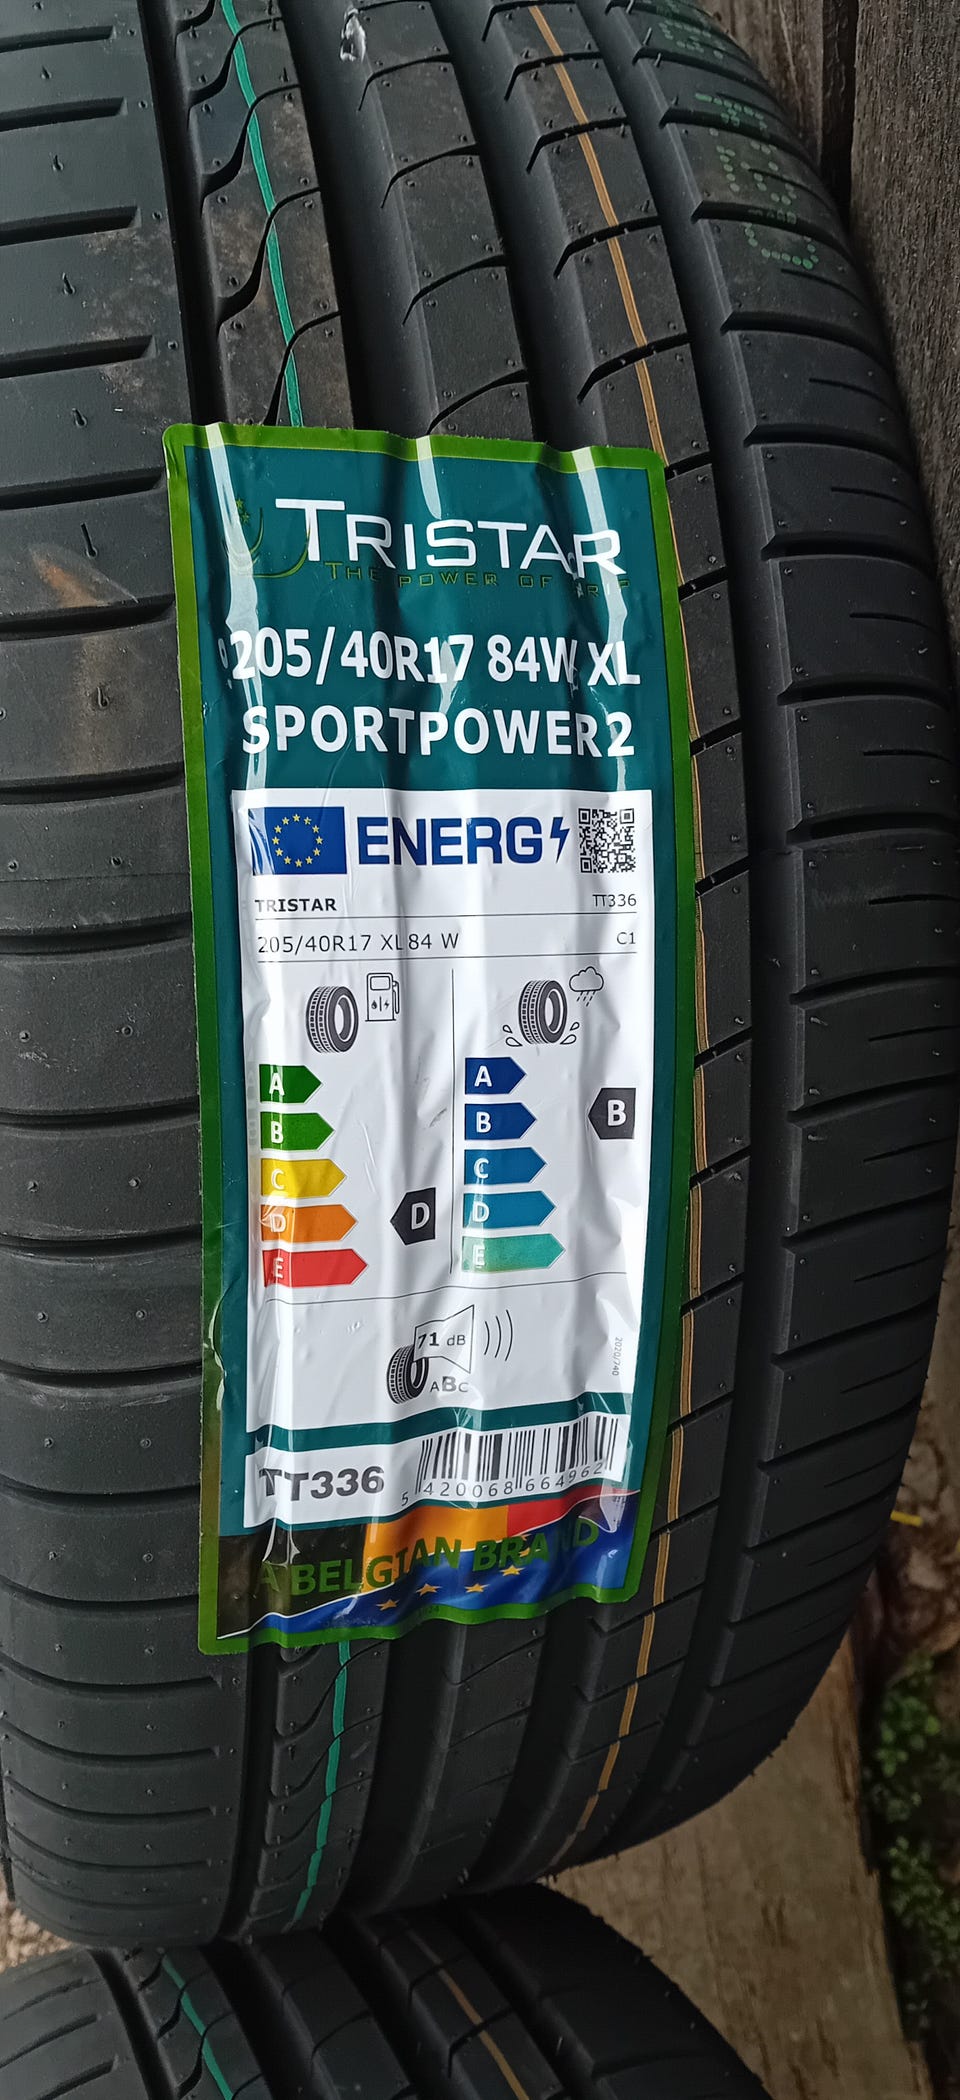 TRISTAR
THE POWER OF GRIP
205/40R17 84W XL
SPORTPOWER2
ENERG
TRISTAR TT336
205/40R17 XL 84 W C1
A A
B B B
C C
D D D
E E
71 dB
ABC
2020/740
TT336
5 420068 664962
A BELGIAN BRAND